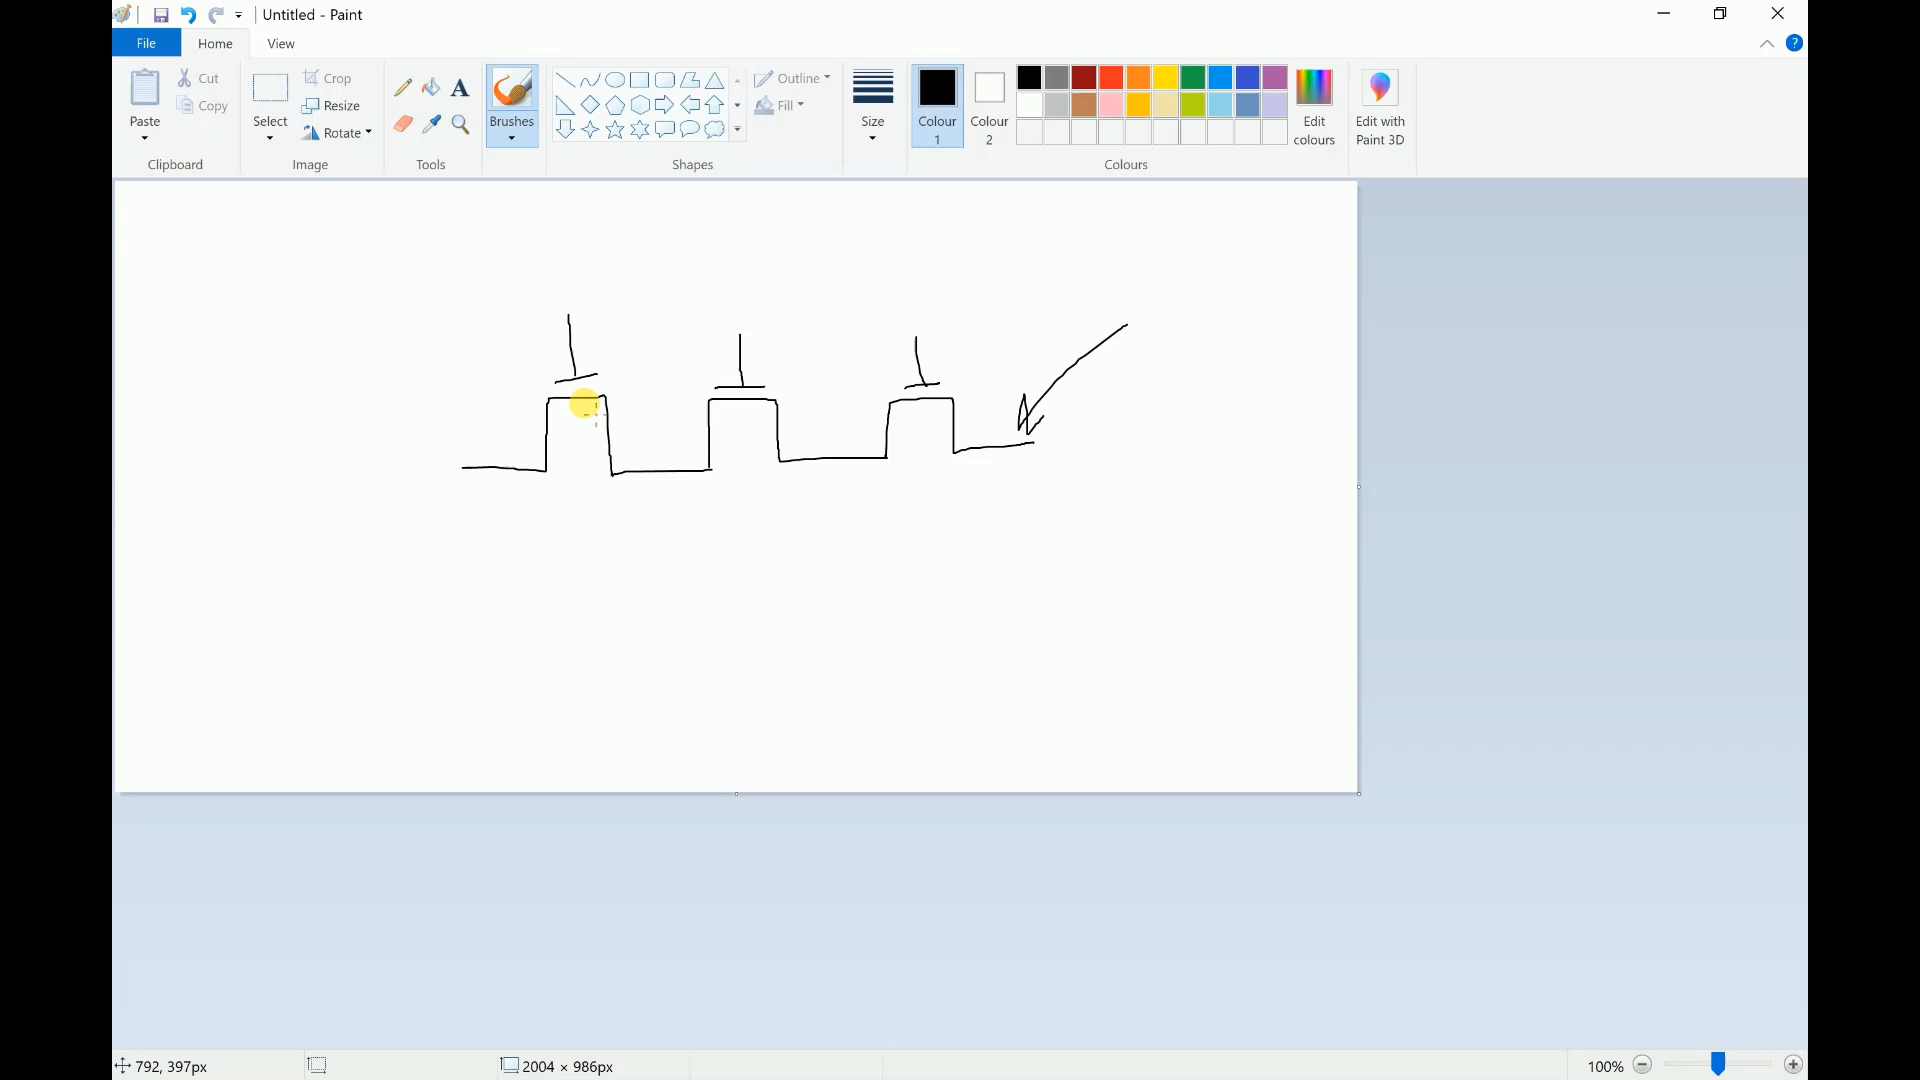 Untitled - Paint
File Home View
Paste
Cut
Copy
Clipboard
Select
Crop
Resize
Rotate
Image
A
Tools
Brushes
Outline
Fill
Shapes
Size
Colour 1
Colour 2
Edit colours
Colours
Edit with Paint 3D
?
792, 397px
2004 × 986px
100%